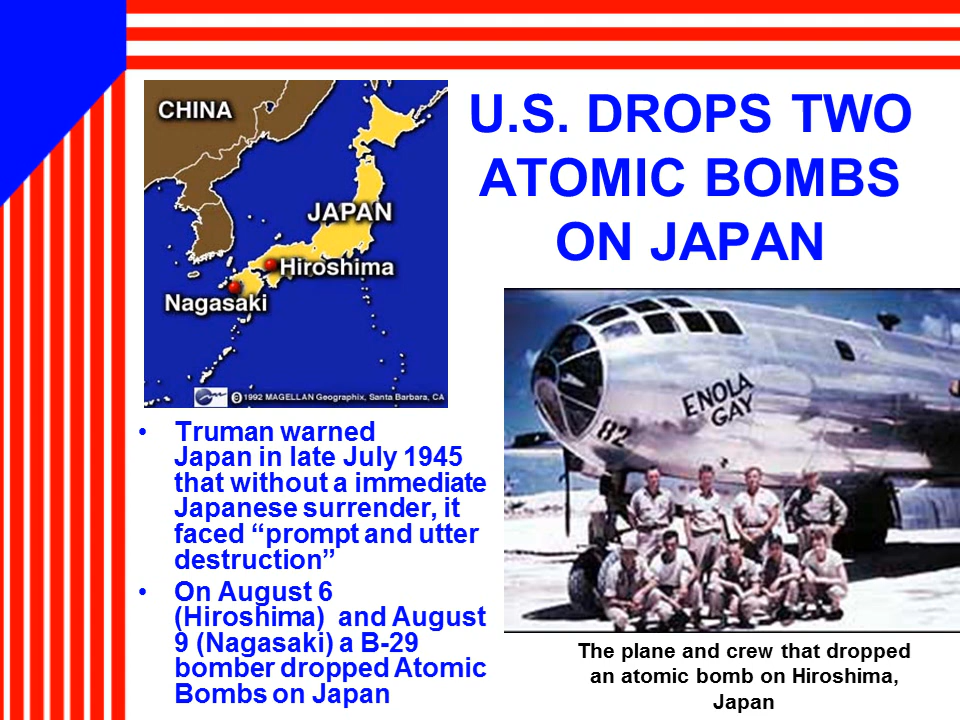 U.S. DROPS TWO
ATOMIC BOMBS
ON JAPAN
CHINA
JAPAN
Hiroshima
Nagasaki
© 1992 MAGELLAN Geographix, Santa Barbara, CA
ENOLA
GAY
82
• Truman warned
Japan in late July 1945
that without a immediate
Japanese surrender, it
faced “prompt and utter
destruction”
• On August 6
(Hiroshima) and August
9 (Nagasaki) a B-29
bomber dropped Atomic
Bombs on Japan
The plane and crew that dropped
an atomic bomb on Hiroshima,
Japan